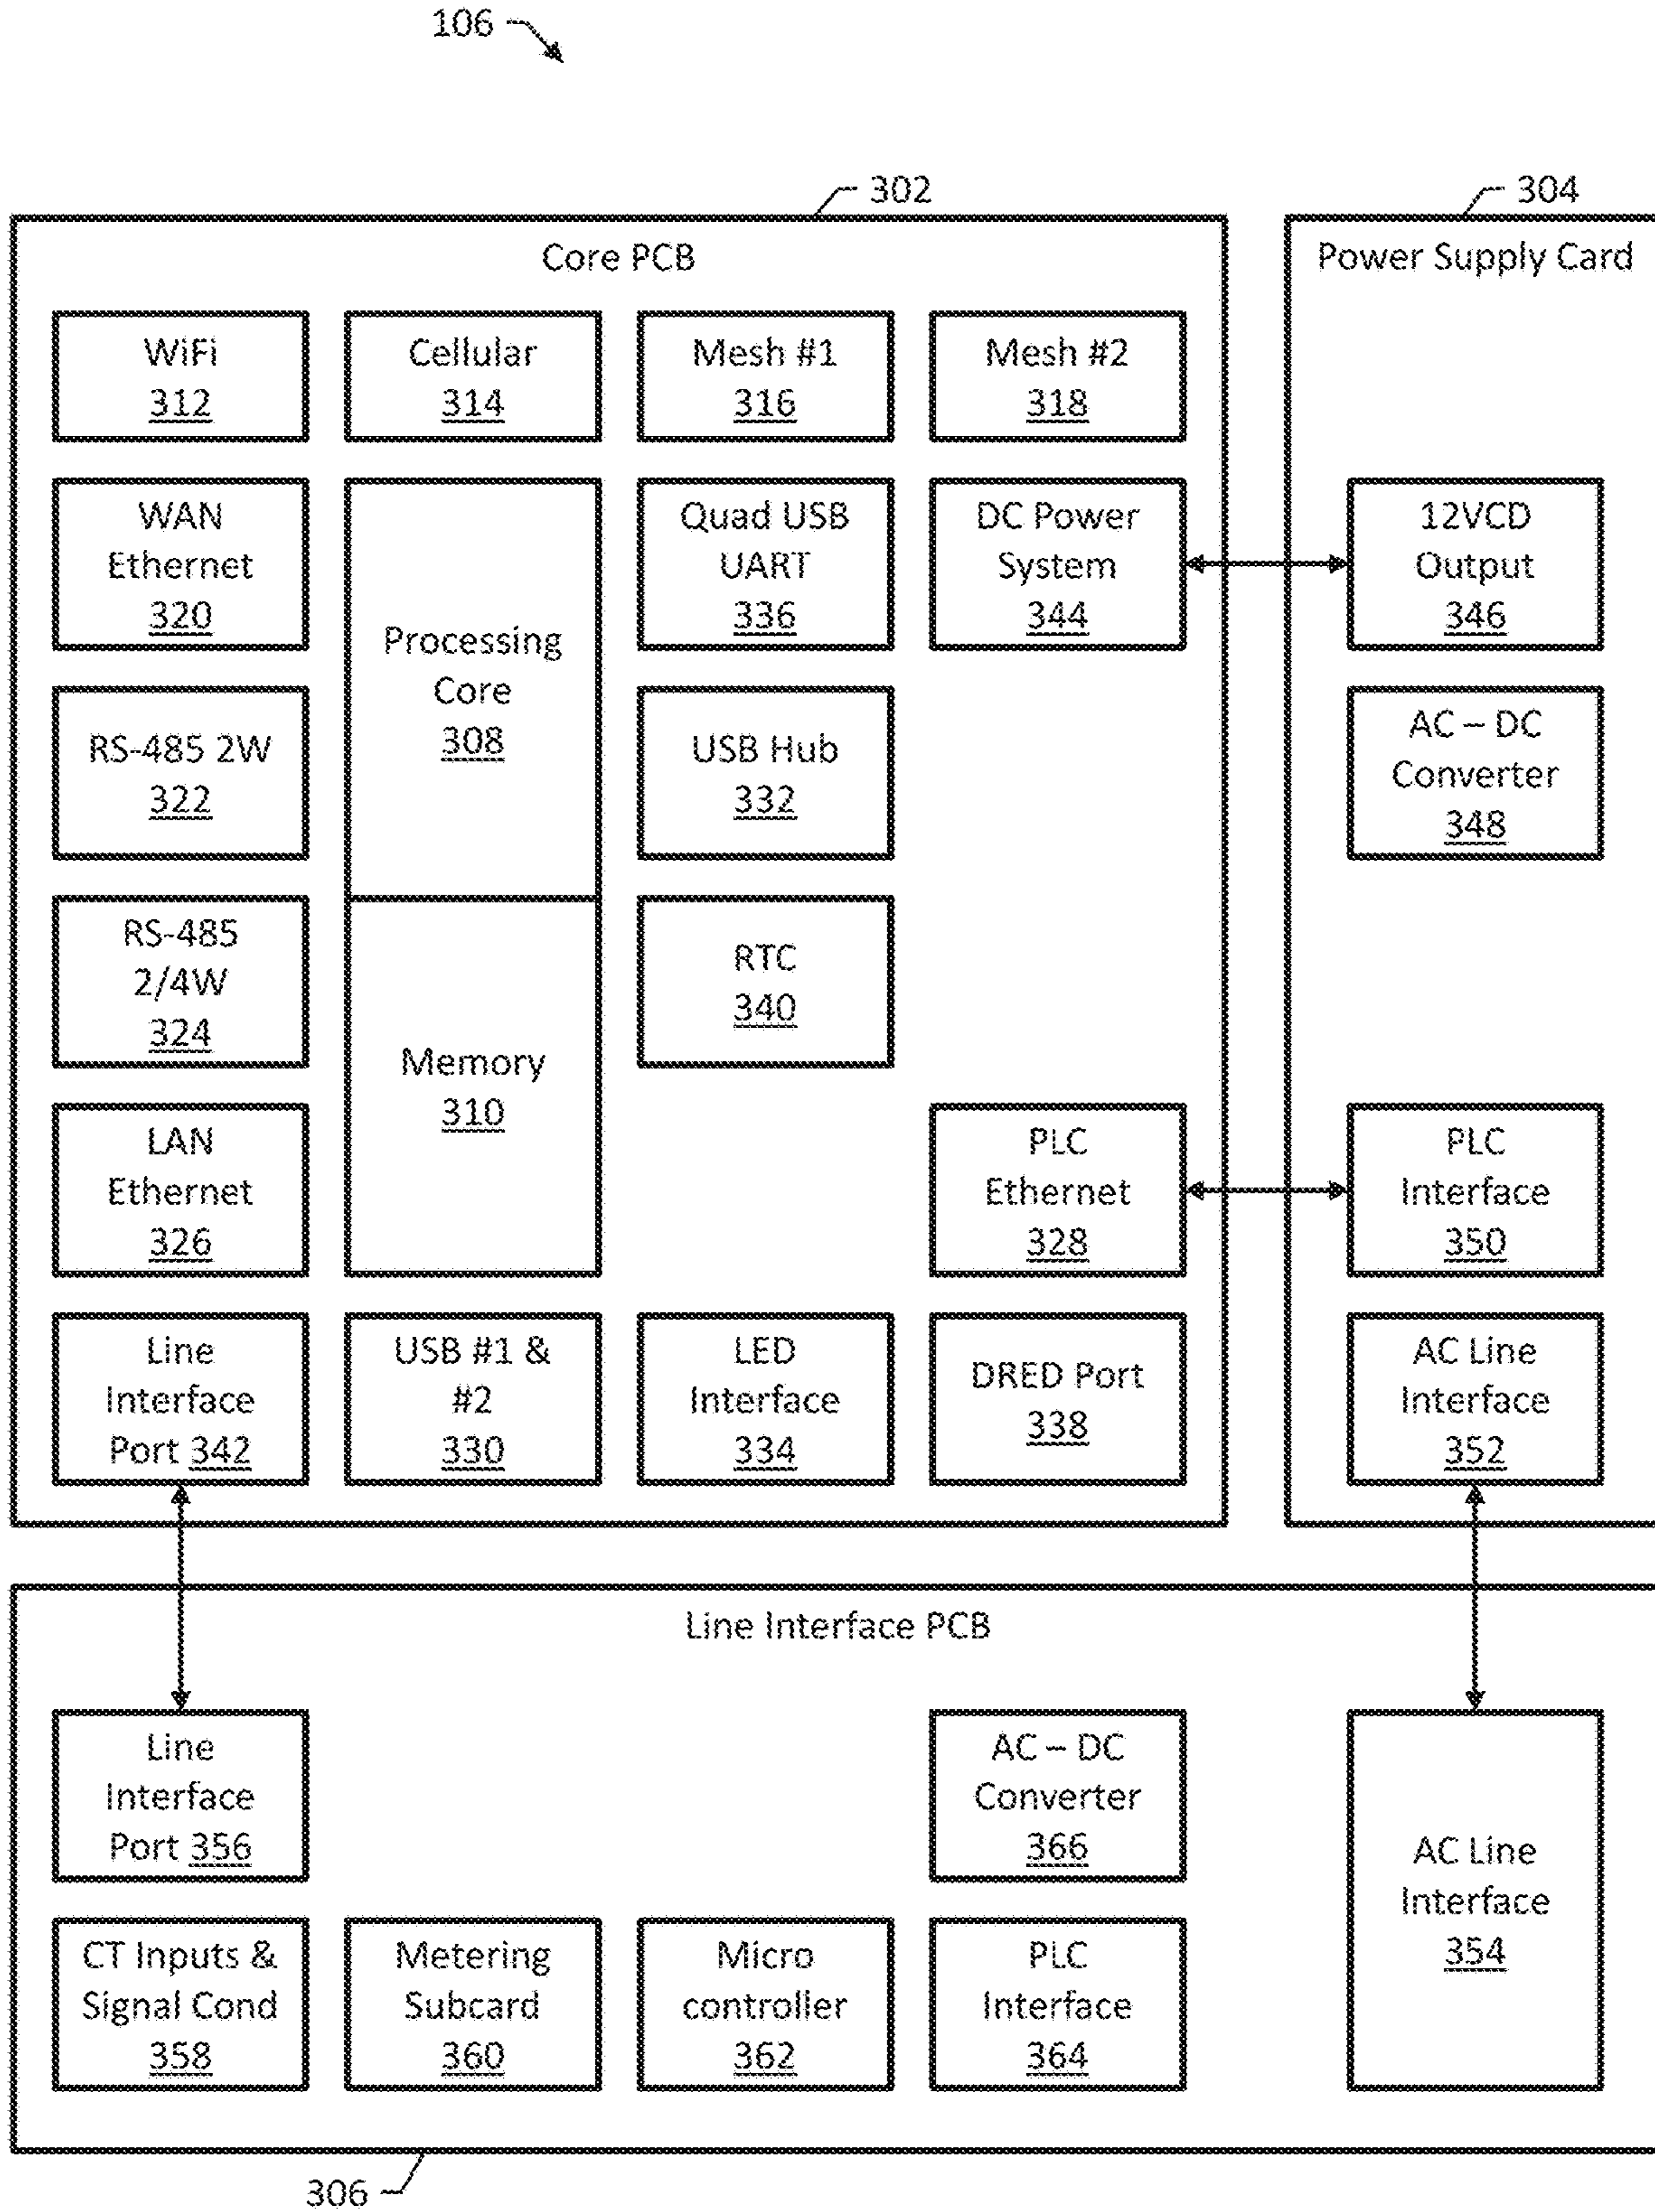 106
302
304
Core PCB
Power Supply Card
WiFi
312
Cellular
314
Mesh #1
316
Mesh #2
318
WAN
Ethernet
320
Processing
Core
308
Quad USB
UART
336
DC Power
System
344
12VCD
Output
346
RS-485 2W
322
USB Hub
332
AC – DC
Converter
348
RS-485
2/4W
324
Memory
310
RTC
340
LAN
Ethernet
326
PLC
Ethernet
328
PLC
Interface
350
Line
Interface
Port 342
USB #1 &
#2
330
LED
Interface
334
DRED Port
338
AC Line
Interface
352
Line Interface PCB
Line
Interface
Port 356
AC – DC
Converter
366
AC Line
Interface
354
CT Inputs &
Signal Cond
358
Metering
Subcard
360
Micro
controller
362
PLC
Interface
364
306